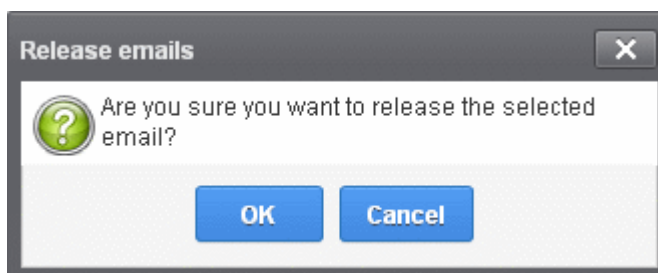 Release emails
Are you sure you want to release the selected
email?
OK
Cancel